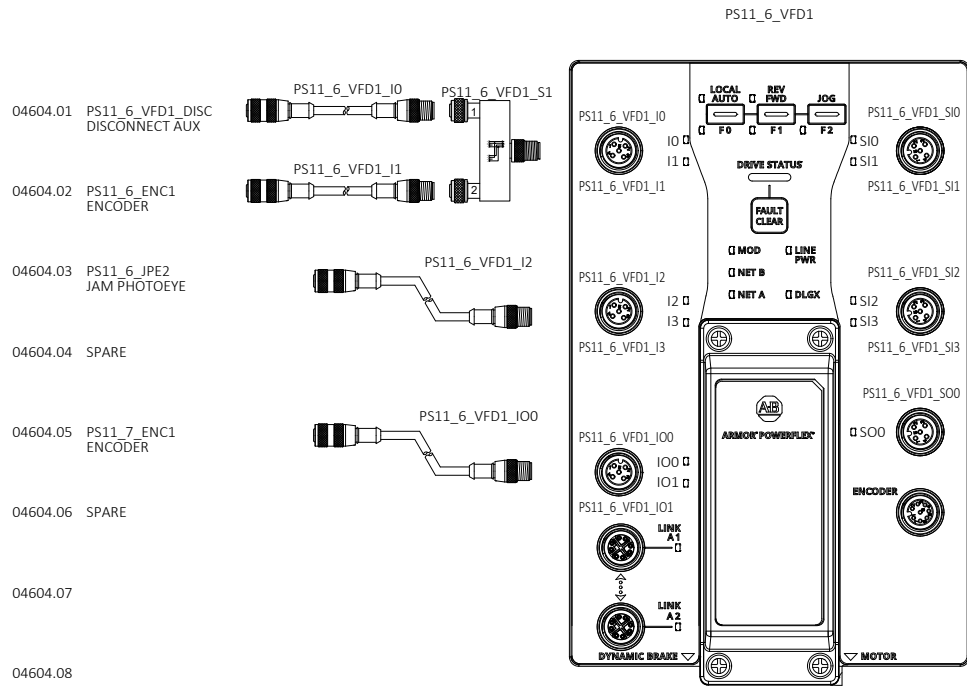 PS11_6_VFD1
04604.01 PS11_6_VFD1_DISC
DISCONNECT AUX
PS11_6_VFD1_I0
PS11_6_VFD1_S1
1
04604.02 PS11_6_ENC1
ENCODER
PS11_6_VFD1_I1
2
04604.03 PS11_6_JPE2
JAM PHOTOEYE
PS11_6_VFD1_I2
04604.04 SPARE
04604.05 PS11_7_ENC1
ENCODER
PS11_6_VFD1_IO0
04604.06 SPARE
04604.07
04604.08
LOCAL
AUTO
REV
FWD
JOG
F0
F1
F2
PS11_6_VFD1_I0
I0
I1
PS11_6_VFD1_I1
DRIVE STATUS
FAULT
CLEAR
MOD
LINE
PWR
NET B
NET A
DLGX
PS11_6_VFD1_SI0
SI0
SI1
PS11_6_VFD1_SI1
PS11_6_VFD1_I2
I2
I3
PS11_6_VFD1_I3
PS11_6_VFD1_SI2
SI2
SI3
PS11_6_VFD1_SI3
AB
ARMOR POWERFLEX
PS11_6_VFD1_SO0
SO0
ENCODER
PS11_6_VFD1_IO0
IO0
IO1
PS11_6_VFD1_IO1
LINK
A1
LINK
A2
DYNAMIC BRAKE
MOTOR